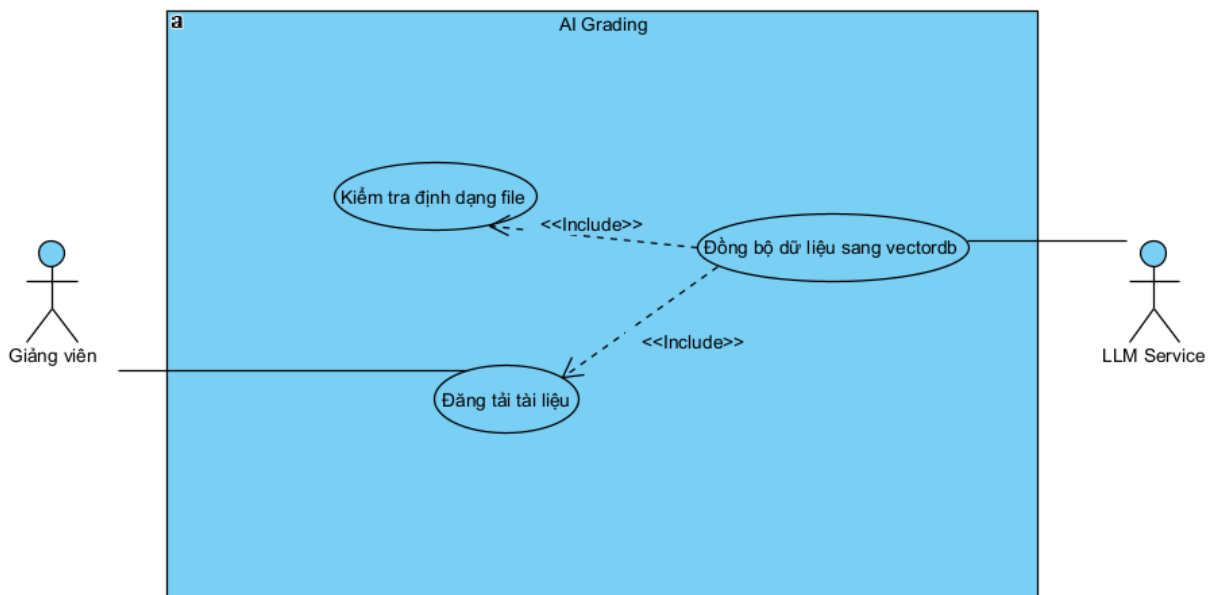 a
AI Grading
Kiểm tra định dạng file
<<Include>>
Đồng bộ dữ liệu sang vectordb
<<Include>>
Giảng viên
LLM Service
Đăng tải tài liệu